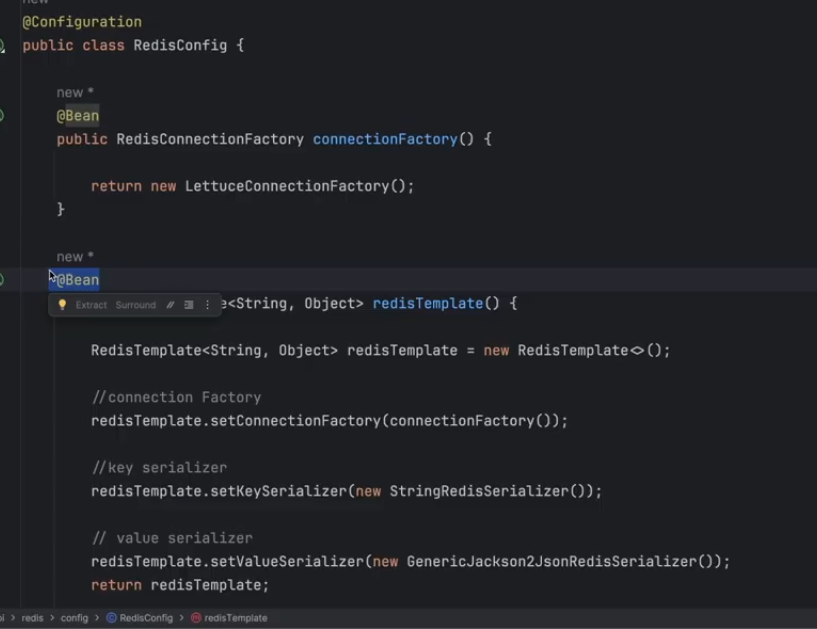 @Configuration
public class RedisConfig {
new *
@Bean
public RedisConnectionFactory connectionFactory() {
return new LettuceConnectionFactory();
}
new *
@Bean
Extract Surround // e<String, Object> redisTemplate() {
RedisTemplate<String, Object> redisTemplate = new RedisTemplate<>();
//connection Factory
redisTemplate.setConnectionFactory(connectionFactory());
//key serializer
redisTemplate.setKeySerializer(new StringRedisSerializer());
// value serializer
redisTemplate.setValueSerializer(new GenericJackson2JsonRedisSerializer());
return redisTemplate;
redis > config > RedisConfig > redisTemplate